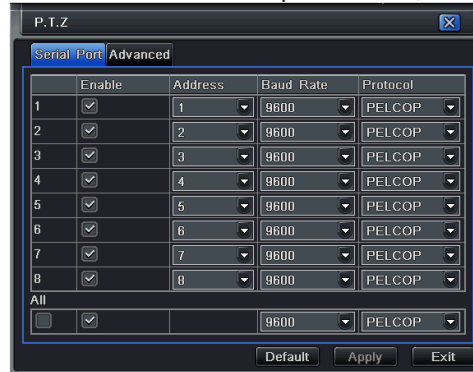 P.T.Z
Serial Port Advanced
Enable Address Baud Rate Protocol
1 1 9600 PELCOP
2 2 9600 PELCOP
3 3 9600 PELCOP
4 4 9600 PELCOP
5 5 9600 PELCOP
6 6 9600 PELCOP
7 7 9600 PELCOP
8 8 9600 PELCOP
All
9600 PELCOP
Default Apply Exit